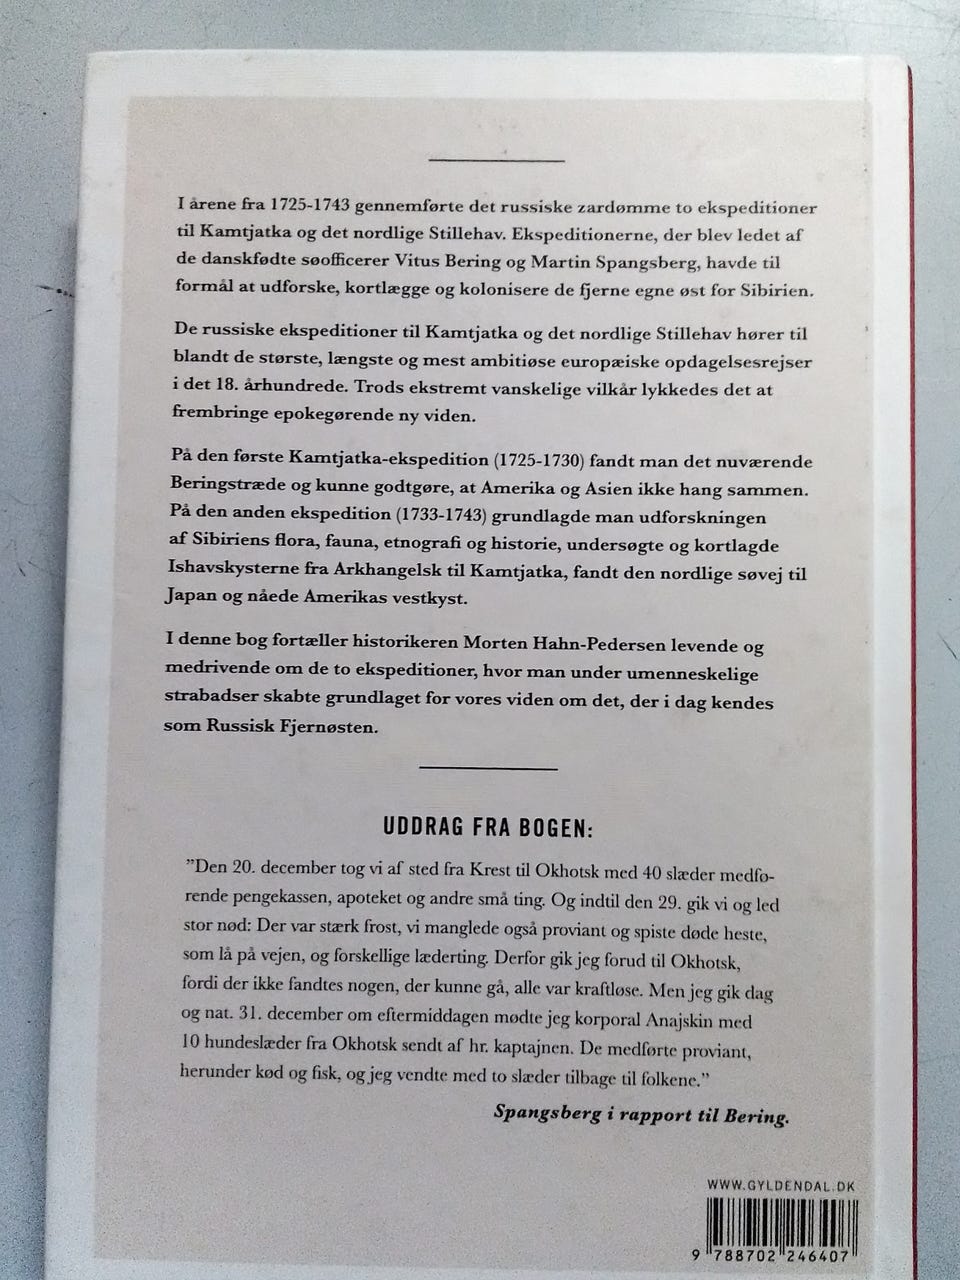 I årene fra 1725-1743 gennemførte det russiske zardømme to ekspeditioner
til Kamtjatka og det nordlige Stillehav. Ekspeditionerne, der blev ledet af
de danskfødte søofficerer Vitus Bering og Martin Spangsberg, havde til
formål at udforske, kortlægge og kolonisere de fjerne egne øst for Sibirien.
De russiske ekspeditioner til Kamtjatka og det nordlige Stillehav hører til
blandt de største, længste og mest ambitiøse europæiske opdagelsesrejser
i det 18. århundrede. Trods ekstremt vanskelige vilkår lykkedes det at
frembringe epokegørende ny viden.
På den første Kamtjatka-ekspedition (1725-1730) fandt man det nuværende
Beringstræde og kunne godtgøre, at Amerika og Asien ikke hang sammen.
På den anden ekspedition (1733-1743) grundlagde man udforskningen
af Sibiriens flora, fauna, etnografi og historie, undersøgte og kortlagde
Ishavskysterne fra Arkhangelsk til Kamtjatka, fandt den nordlige søvej til
Japan og nåede Amerikas vestkyst.
I denne bog fortæller historikeren Morten Hahn-Pedersen levende og
medrivende om de to ekspeditioner, hvor man under umenneskelige
strabadser skabte grundlaget for vores viden om det, der i dag kendes
som Russisk Fjernøsten.
UDDRAG FRA BOGEN:
”Den 20. december tog vi af sted fra Krest til Okhotsk med 40 slæder medfø-
rende pengekassen, apoteket og andre små ting. Og indtil den 29. gik vi og led
stor nød: Der var stærk frost, vi manglede også proviant og spiste døde heste,
som lå på vejen, og forskellige læderting. Derfor gik jeg forud til Okhotsk,
fordi der ikke fandtes nogen, der kunne gå, alle var kraftløse. Men jeg gik dag
og nat. 31. december om eftermiddagen mødte jeg korporal Anajskin med
10 hundeslæder fra Okhotsk sendt af hr. kaptajnen. De medførte proviant,
herunder kød og fisk, og jeg vendte med to slæder tilbage til folkene.”
Spangsberg i rapport til Bering.
WWW.GYLDENDAL.DK
9 788702 246407